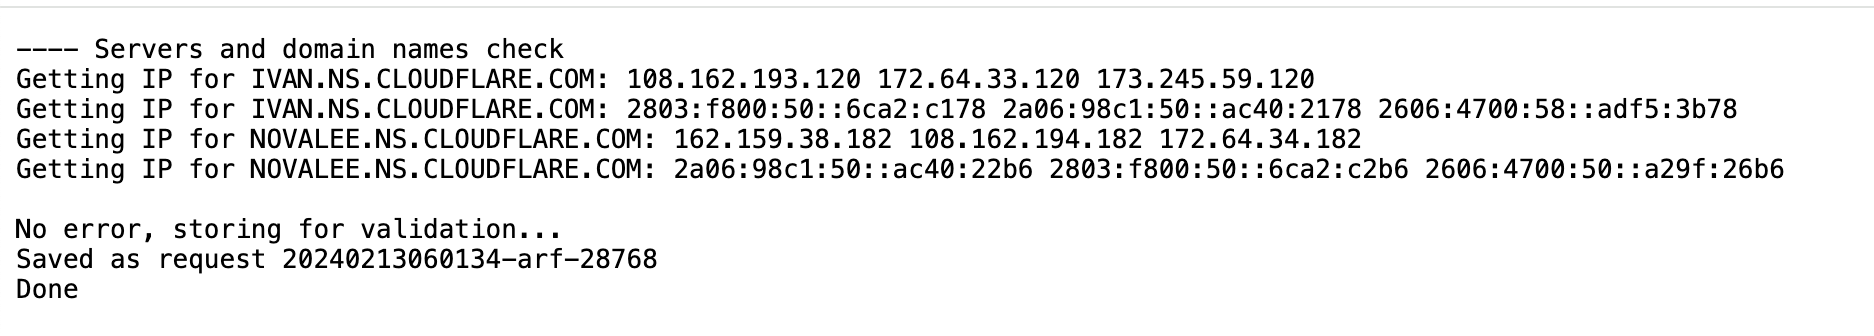 ---- Servers and domain names check
Getting IP for IVAN.NS.CLOUDFLARE.COM: 108.162.193.120 172.64.33.120 173.245.59.120
Getting IP for IVAN.NS.CLOUDFLARE.COM: 2803:f800:50::6ca2:c178 2a06:98c1:50::ac40:2178 2606:4700:58::adf5:3b78
Getting IP for NOVALEE.NS.CLOUDFLARE.COM: 162.159.38.182 108.162.194.182 172.64.34.182
Getting IP for NOVALEE.NS.CLOUDFLARE.COM: 2a06:98c1:50::ac40:22b6 2803:f800:50::6ca2:c2b6 2606:4700:50::a29f:26b6
No error, storing for validation...
Saved as request 20240213060134-arf-28768
Done